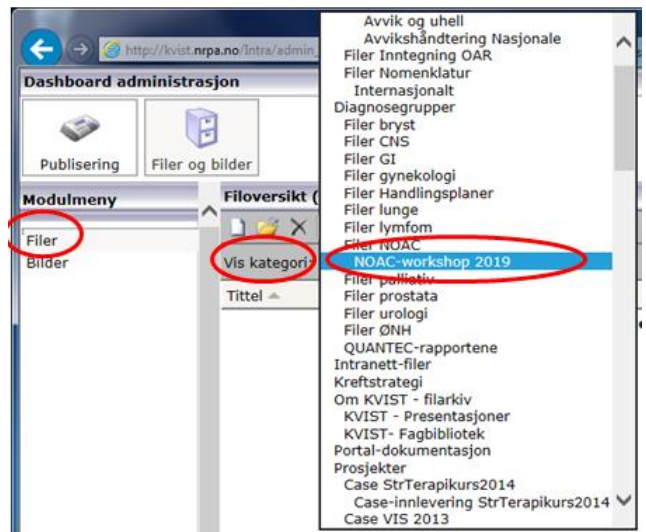 http://kvist.nrpa.no/Intra/admin_
Dashboard administrasjon
Publisering
Filer og bilder
Modulmeny
Filer
Bilder
Filoversikt (
Vis kategori:
Tittel
Avvik og uhell
Avvikshåndtering Nasjonale
Filer Inntegning OAR
Filer Nomenklatur
Internasjonalt
Diagnosegrupper
Filer bryst
Filer CNS
Filer GI
Filer gynekologi
Filer Handlingsplaner
Filer lunge
Filer lymfom
Filer NOAC
NOAC-workshop 2019
Filer palliativ
Filer prostata
Filer urologi
Filer ØNH
QUANTEC-rapportene
Intranett-filer
Kreftstrategi
Om KVIST - filarkiv
KVIST - Presentasjoner
KVIST- Fagbibliotek
Portal-dokumentasjon
Prosjekter
Case StrTerapikurs2014
Case-innlevering StrTerapikurs2014
Case VIS 2013